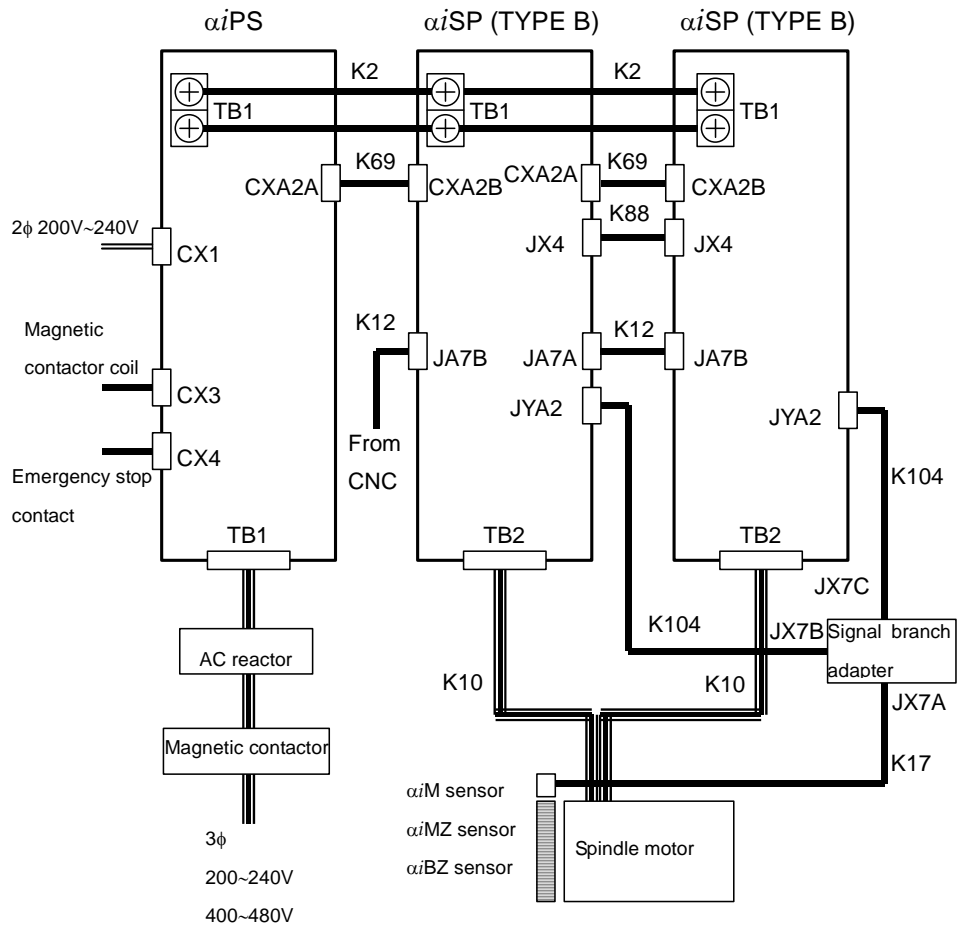 αiPS
αiSP (TYPE B)
αiSP (TYPE B)
K2
K2
TB1
TB1
TB1
K69
K69
CXA2A
CXA2B
CXA2A
CXA2B
K88
2ϕ 200V~240V
CX1
JX4
JX4
Magnetic
contactor coil
K12
K12
JA7B
JA7A
JA7B
CX3
JYA2
JYA2
From
CNC
CX4
Emergency stop
contact
K104
TB1
TB2
TB2
JX7C
K104
JX7B
Signal branch
adapter
AC reactor
K10
K10
JX7A
Magnetic contactor
K17
αiM sensor
αiMZ sensor
αiBZ sensor
Spindle motor
3ϕ
200~240V
400~480V